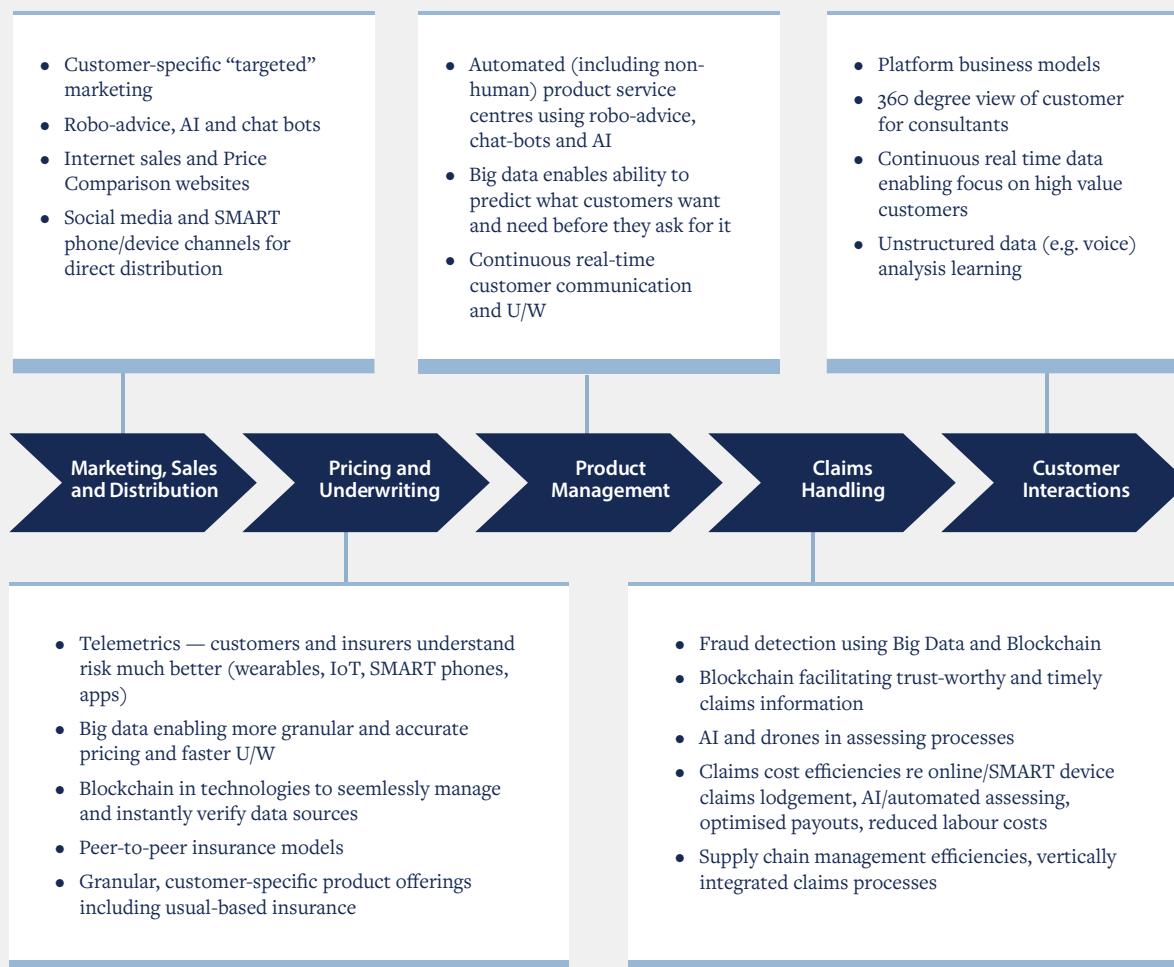 ● Customer-specific “targeted”
marketing
● Robo-advice, AI and chat bots
● Internet sales and Price
Comparison websites
● Social media and SMART
phone/device channels for
direct distribution
● Automated (including non-
human) product service
centres using robo-advice,
chat-bots and AI
● Big data enables ability to
predict what customers want
and need before they ask for it
● Continuous real-time
customer communication
and U/W
● Platform business models
● 360 degree view of customer
for consultants
● Continuous real time data
enabling focus on high value
customers
● Unstructured data (e.g. voice)
analysis learning
Marketing, Sales
and Distribution
Pricing and
Underwriting
Product
Management
Claims
Handling
Customer
Interactions
● Telemetrics — customers and insurers understand
risk much better (wearables, IoT, SMART phones,
apps)
● Big data enabling more granular and accurate
pricing and faster U/W
● Blockchain in technologies to seemlessly manage
and instantly verify data sources
● Peer-to-peer insurance models
● Granular, customer-specific product offerings
including usual-based insurance
● Fraud detection using Big Data and Blockchain
● Blockchain facilitating trust-worthy and timely
claims information
● AI and drones in assessing processes
● Claims cost efficiencies re online/SMART device
claims lodgement, AI/automated assessing,
optimised payouts, reduced labour costs
● Supply chain management efficiencies, vertically
integrated claims processes